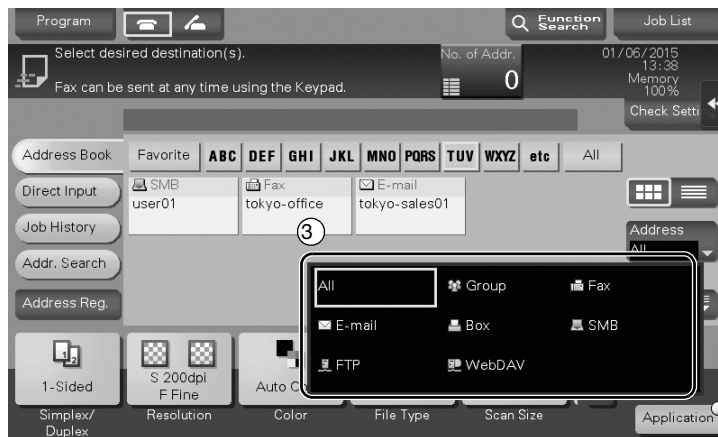 Program
Function
Search
Job List
Select desired destination(s).
Fax can be sent at any time using the Keypad.
No. of Addr.
0
01/06/2015
13:38
Memory
100%
Check Setti
Address Book
Favorite ABC DEF GHI JKL MNO PQRS TUV WXYZ etc All
Direct Input
SMB
user01
Fax
tokyo-office
E-mail
tokyo-sales01
3
Job History
Address
All
Addr. Search
Address Reg.
All Group Fax
E-mail Box SMB
FTP WebDAV
1 2
1-Sided
S 200dpi
F Fine
Auto Co
Simplex/
Duplex
Resolution
Color
File Type
Scan Size
Application